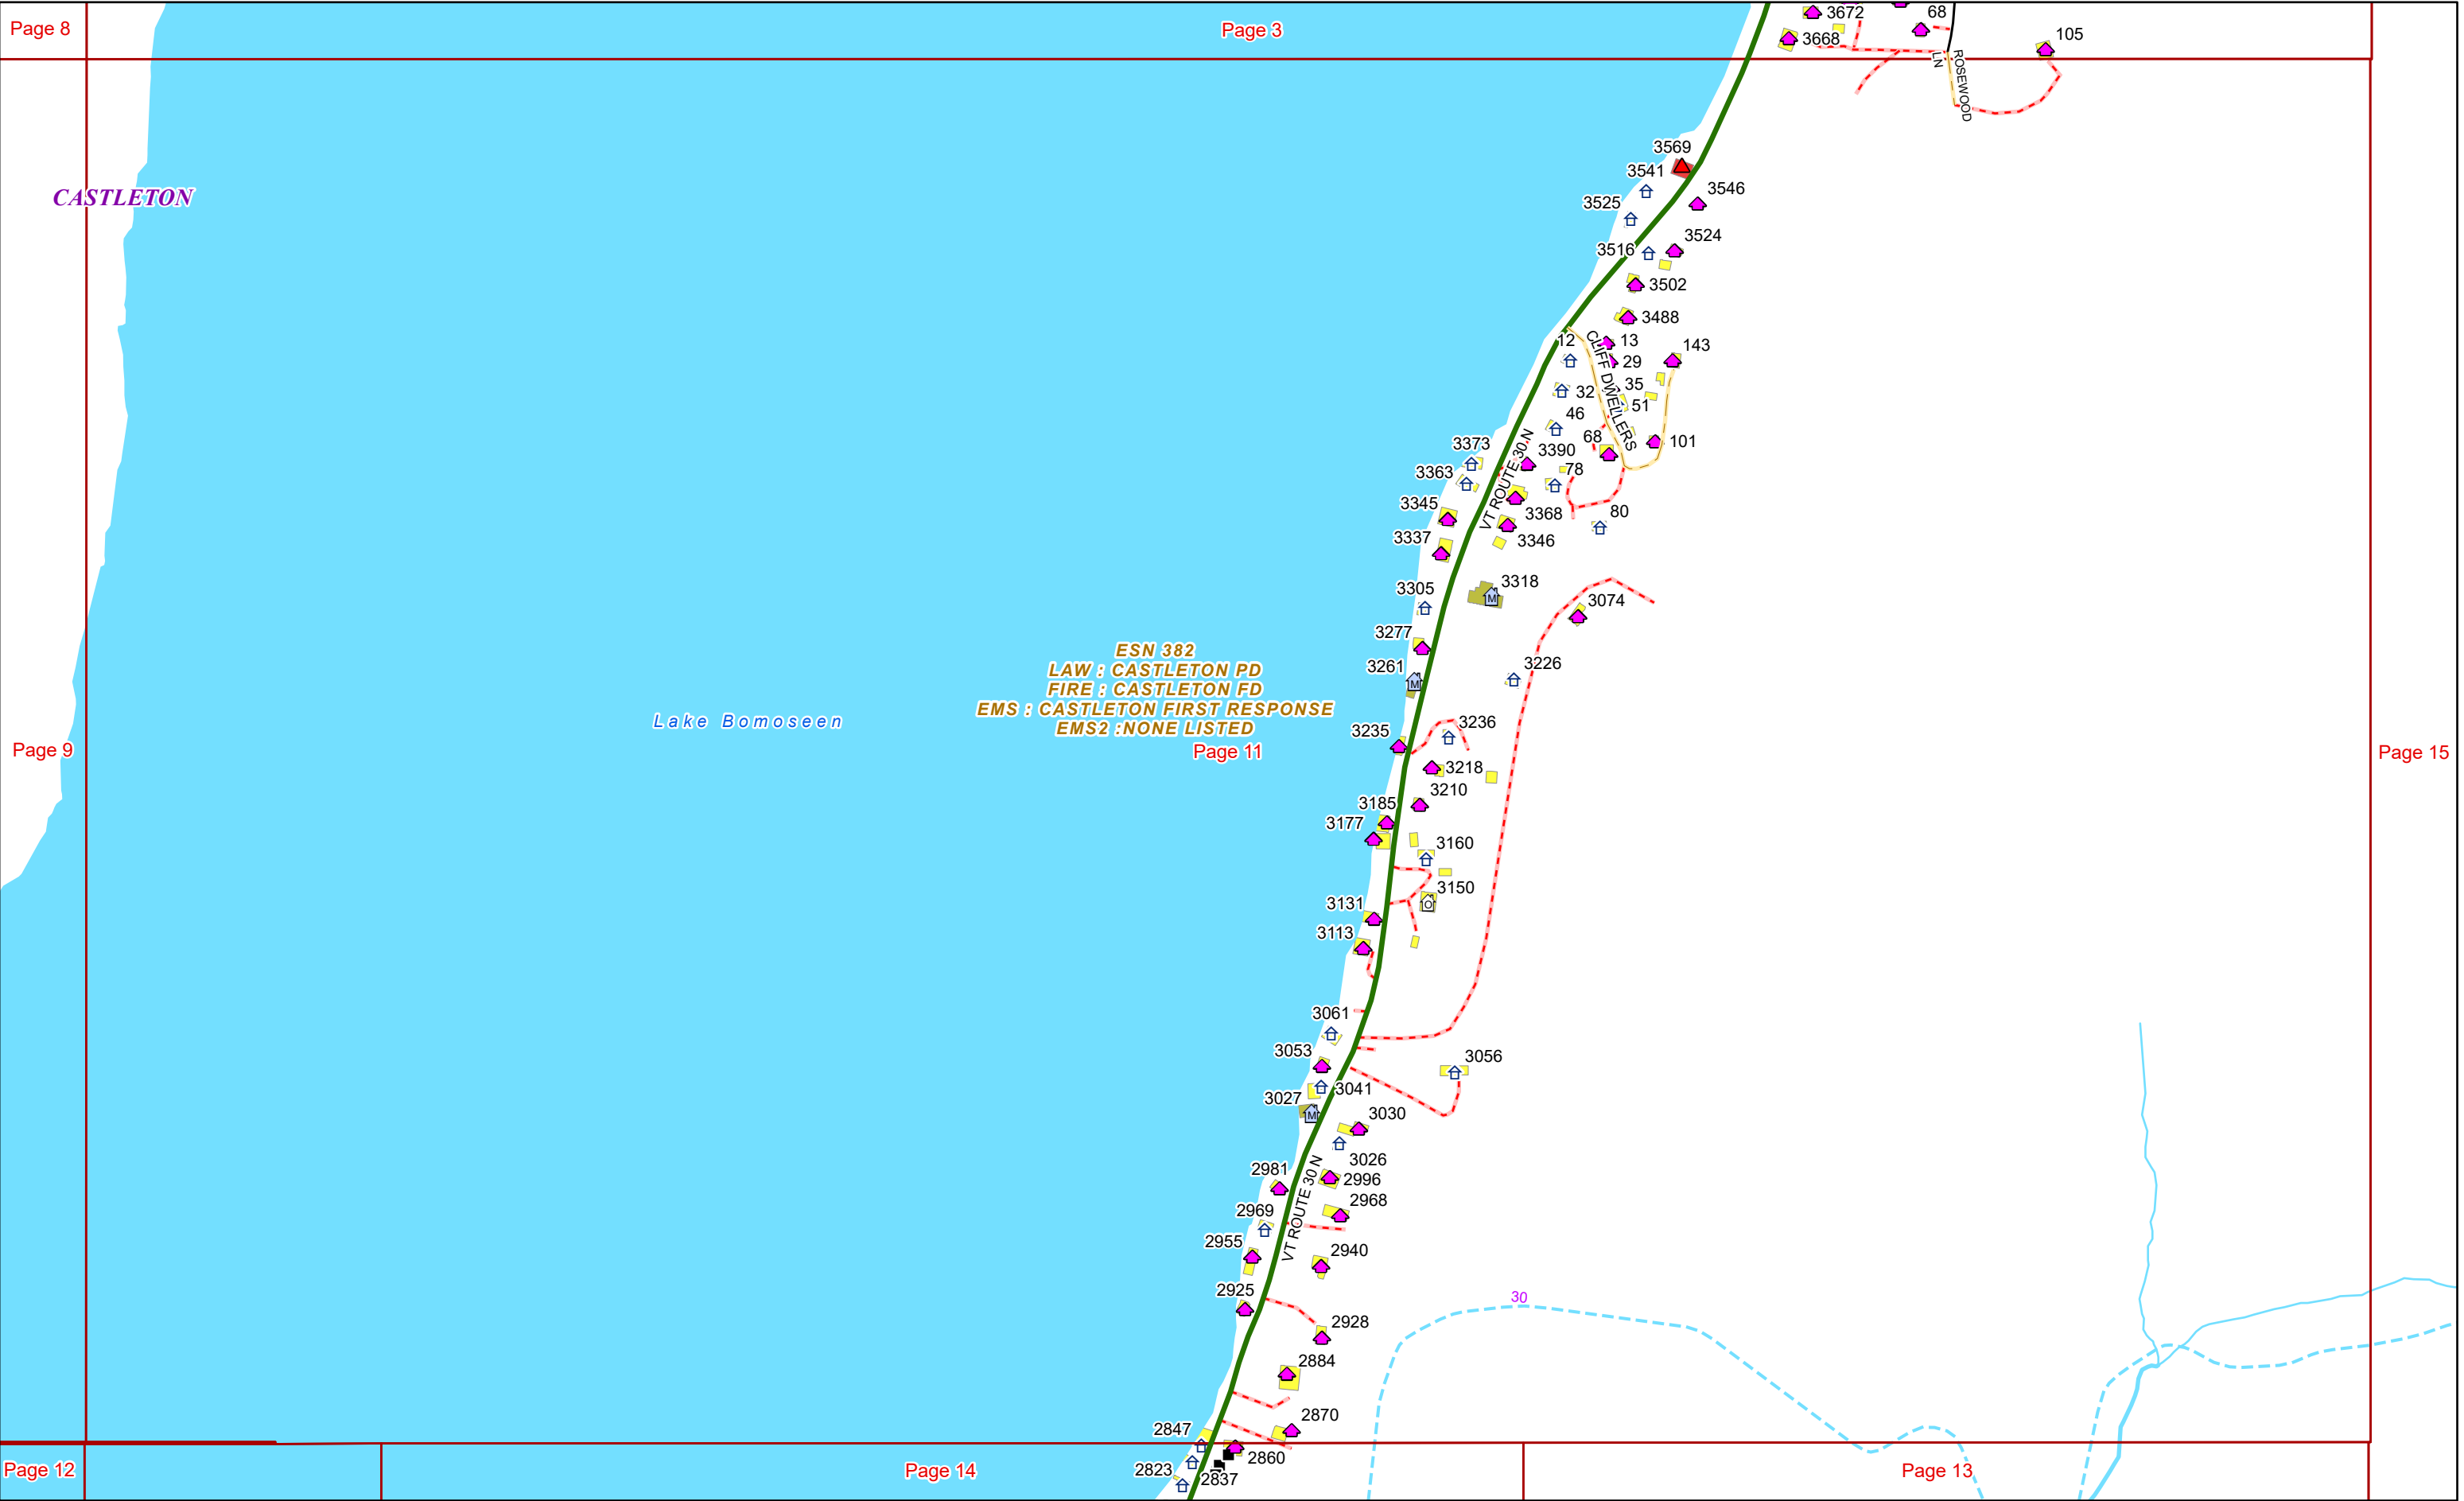 Page 8
Page 3
3672
68
3668
105
LN
ROSEWOOD
3569
3541
3546
CASTLETON
3525
3524
3516
3502
3488
12
13
143
29
CLIFF DWELLERS
35
32
51
46
68
101
3373
3390
VT ROUTE 30 N
3363
78
3345
3368
80
3337
3346
3305
3318
3074
3277
ESN 382
LAW : CASTLETON PD
FIRE : CASTLETON FD
EMS : CASTLETON FIRST RESPONSE
EMS2 :NONE LISTED
3261
M
M
3226
Lake Bomoseen
3236
3235
Page 9
Page 11
Page 15
3218
3210
3185
3177
3160
3150
O
3131
3113
3061
3053
3056
3041
3027
M
3030
3026
2981
2996
VT ROUTE 30 N
2968
2969
2955
2940
2925
30
2928
2884
2870
2847
2860
Page 12
Page 14
2823
2837
Page 13